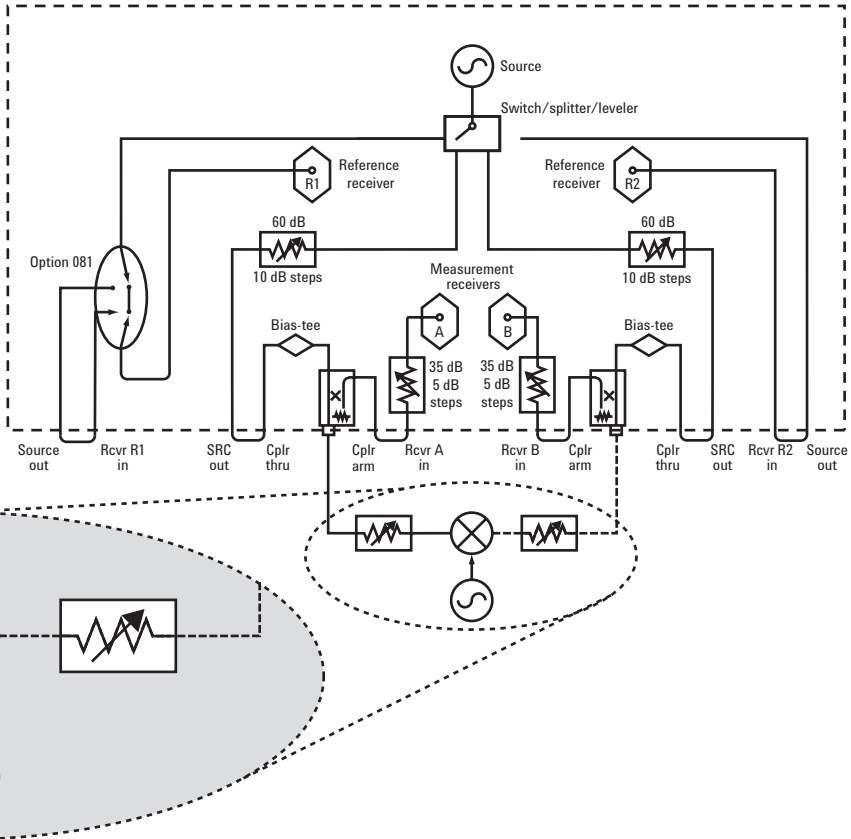 Source
Switch/splitter/leveler
Reference
receiver
R1
Reference
receiver
R2
60 dB
10 dB steps
60 dB
10 dB steps
Option 081
Measurement
receivers
A
B
Bias-tee
Bias-tee
35 dB
5 dB
steps
35 dB
5 dB
steps
Source
out
Rcvr R1
in
SRC
out
Cplr
thru
Cplr
arm
Rcvr A
in
Rcvr B
in
Cplr
arm
Cplr
thru
SRC
out
Rcvr R2
in
Source
out